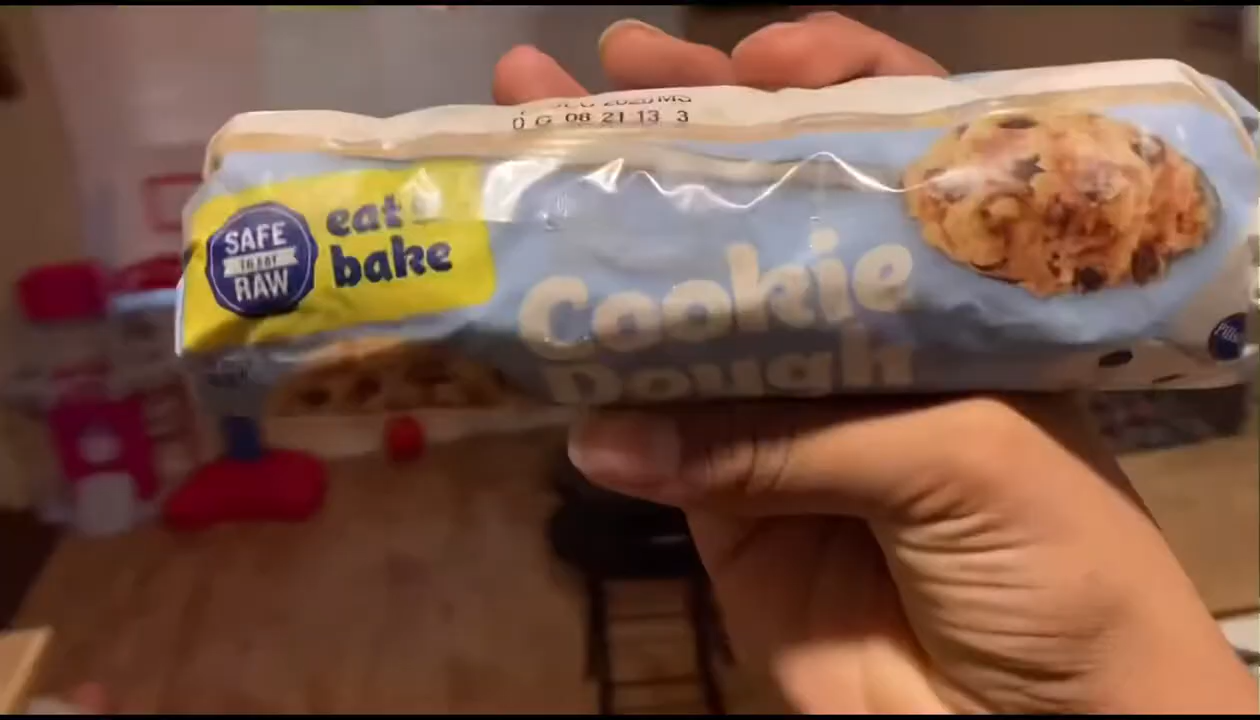 0 G 08 21 13 3
SAFE
TO EAT
RAW
eat
bake
Cookie
Dough